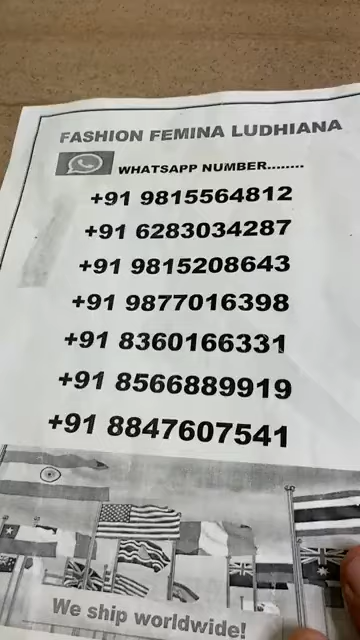 FASHION FEMINA LUDHIANA
WHATSAPP NUMBER........
+91 9815564812
+91 6283034287
+91 9815208643
+91 9877016398
+91 8360166331
+91 8566889919
+91 8847607541
We ship worldwide!